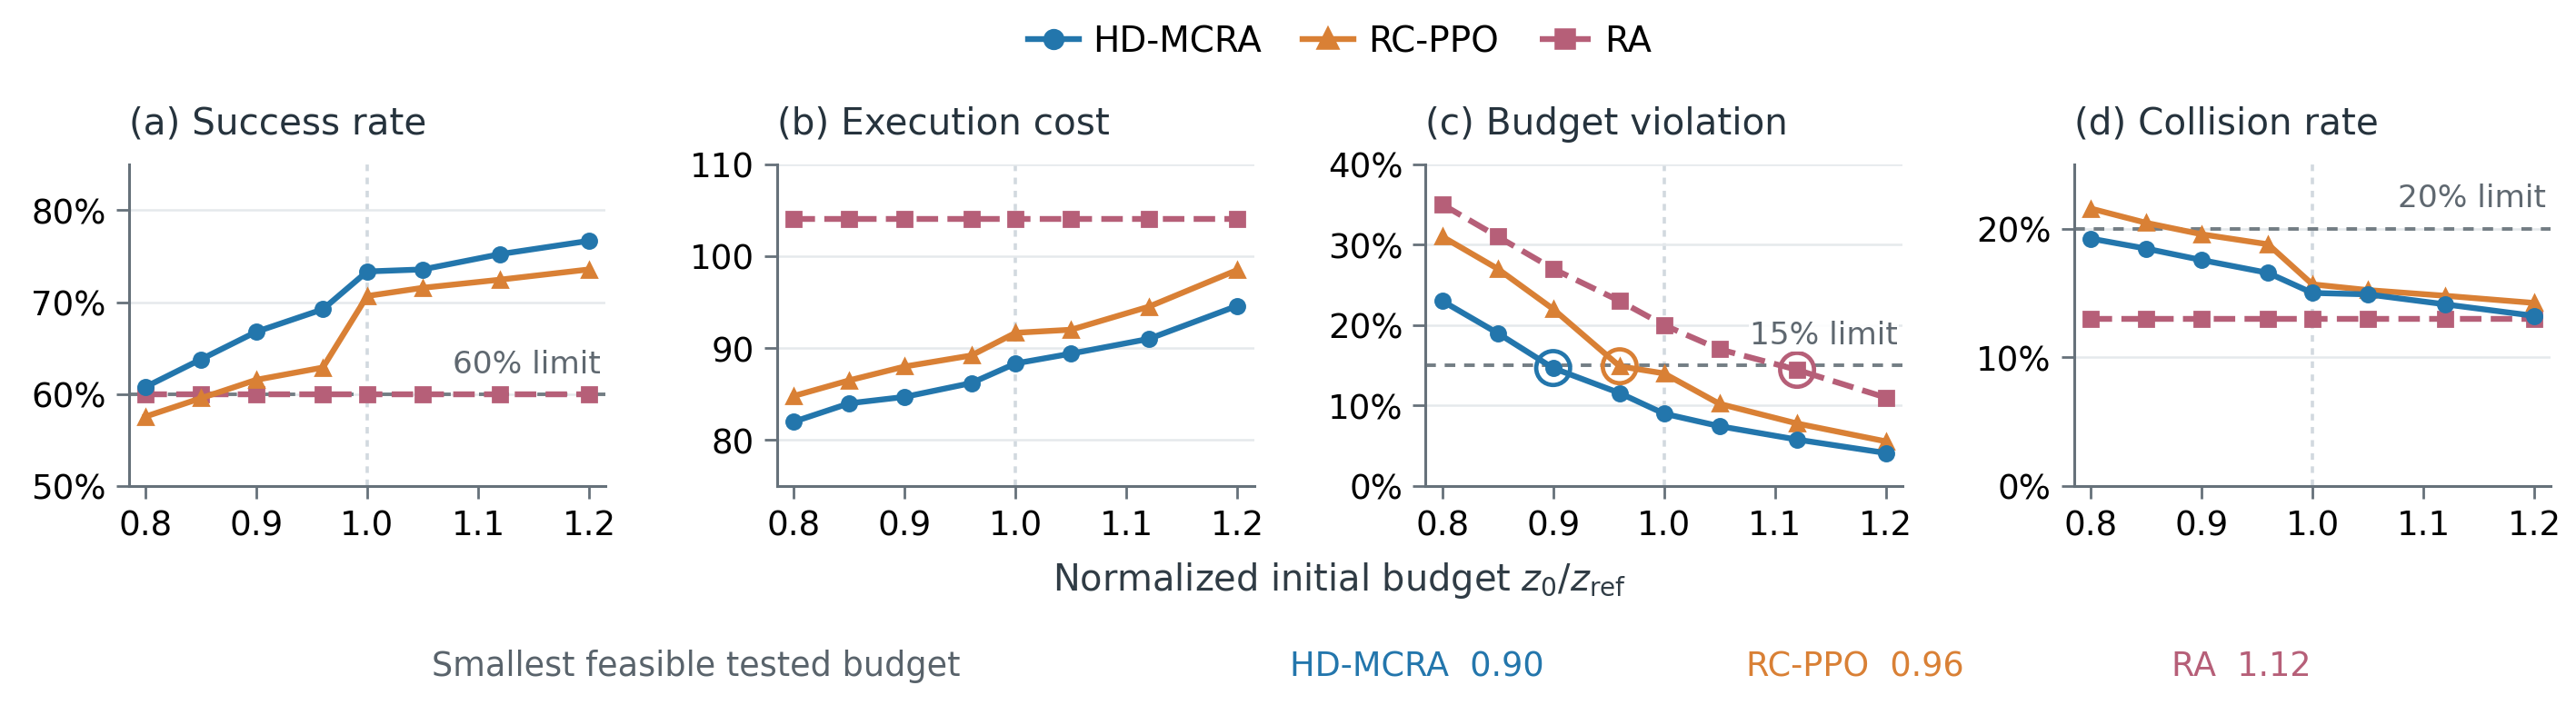 HD-MCRA RC-PPO RA
(a) Success rate
80%
70%
60%
50%
60% limit
0.8 0.9 1.0 1.1 1.2
(b) Execution cost
110
100
90
80
0.8 0.9 1.0 1.1 1.2
(c) Budget violation
40%
30%
20%
10%
0%
15% limit
0.8 0.9 1.0 1.1 1.2
(d) Collision rate
20% limit
20%
10%
0%
0.8 0.9 1.0 1.1 1.2
Normalized initial budget z₀/z_ref
Smallest feasible tested budget HD-MCRA 0.90 RC-PPO 0.96 RA 1.12